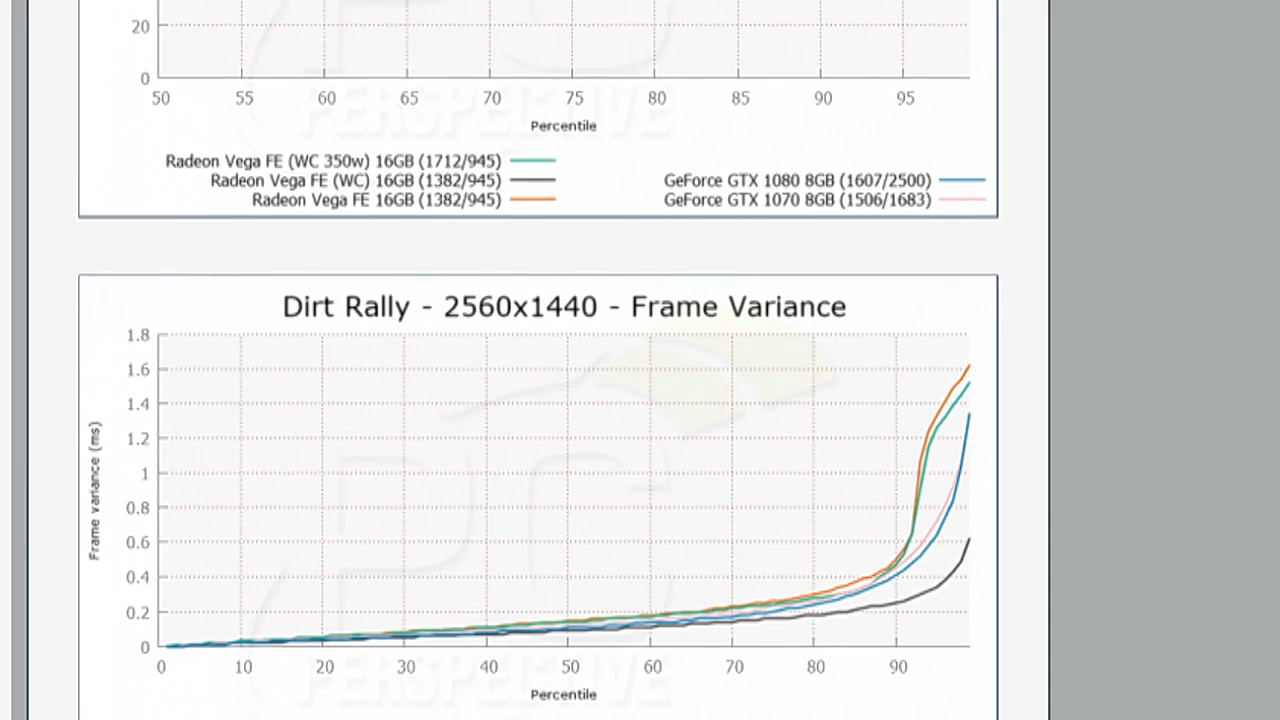 20
0
50 55 60 65 70 75 80 85 90 95
Percentile
PERSPECTIVE
Radeon Vega FE (WC 350w) 16GB (1712/945)
Radeon Vega FE (WC) 16GB (1382/945) GeForce GTX 1080 8GB (1607/2500)
Radeon Vega FE 16GB (1382/945) GeForce GTX 1070 8GB (1506/1683)
Dirt Rally - 2560x1440 - Frame Variance
1.8
1.6
1.4
1.2
1
0.8
0.6
0.4
0.2
0
Frame variance (ms)
PC
0 10 20 30 40 50 60 70 80 90
Percentile
PERSPECTIVE